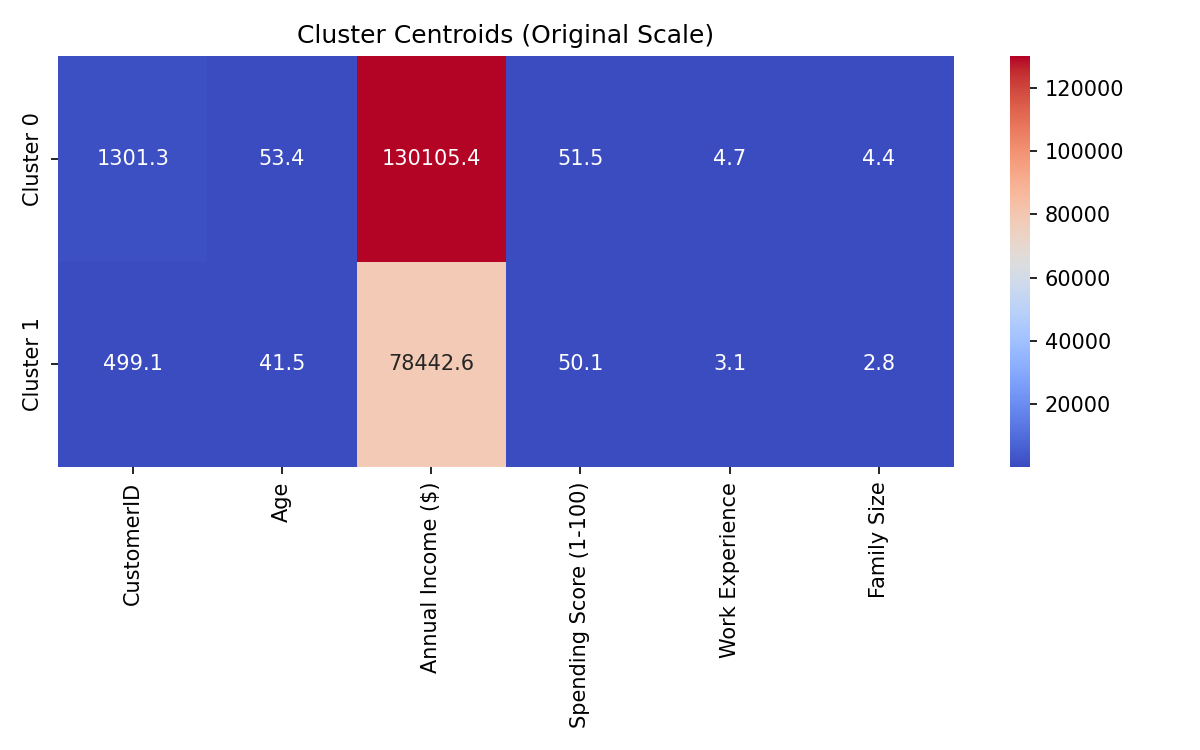 Cluster Centroids (Original Scale)
Cluster 0
1301.3 53.4 130105.4 51.5 4.7 4.4
Cluster 1
499.1 41.5 78442.6 50.1 3.1 2.8
CustomerID
Age
Annual Income ($)
Spending Score (1-100)
Work Experience
Family Size
120000
100000
80000
60000
40000
20000